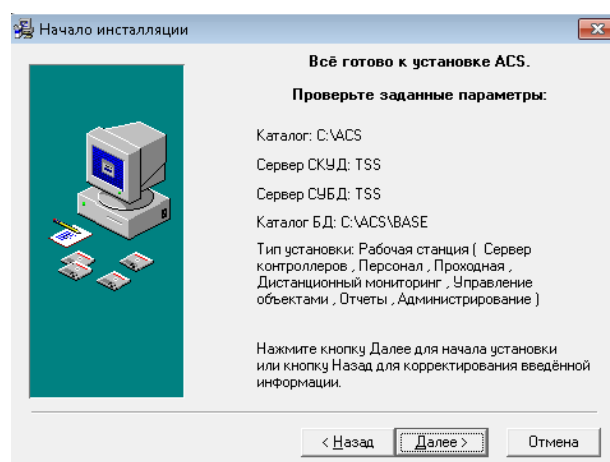 Начало инсталляции
Всё готово к установке ACS.
Проверьте заданные параметры:
Каталог: C:\ACS
Сервер СКУД: TSS
Сервер СУБД: TSS
Каталог БД: C:\ACS\BASE
Тип установки: Рабочая станция ( Сервер
контроллеров , Персонал , Проходная ,
Дистанционный мониторинг , Управление
объектами , Отчеты , Администрирование )
Нажмите кнопку Далее для начала установки
или кнопку Назад для корректирования введённой
информации.
< Назад
Далее >
Отмена